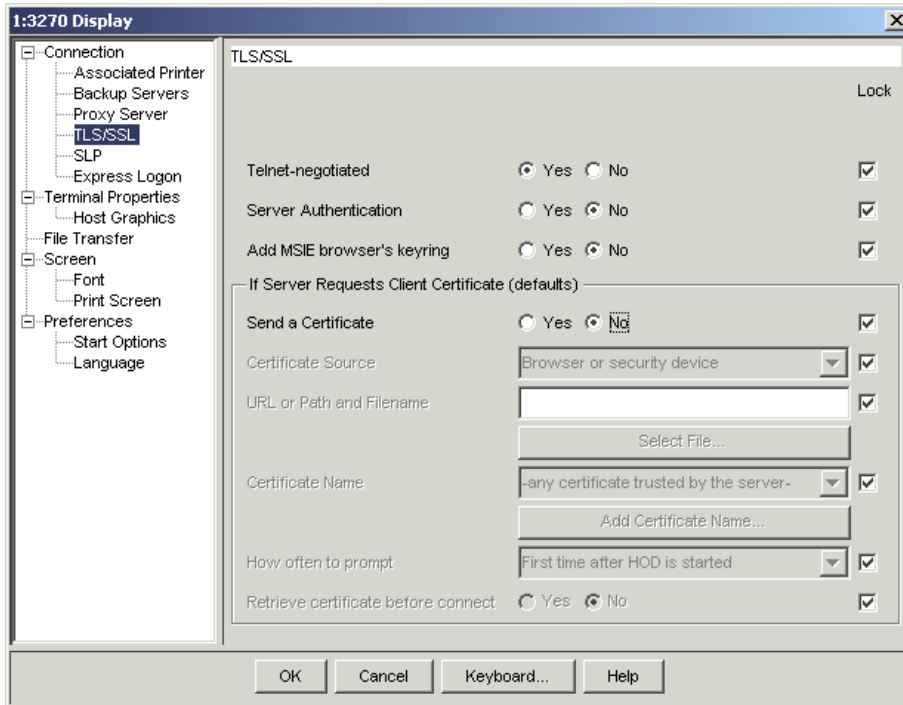 1:3270 Display
Connection
Associated Printer
Backup Servers
Proxy Server
TLS/SSL
SLP
Express Logon
Terminal Properties
Host Graphics
File Transfer
Screen
Font
Print Screen
Preferences
Start Options
Language
TLS/SSL
Lock
Telnet-negotiated Yes No
Server Authentication Yes No
Add MSIE browser's keyring Yes No
If Server Requests Client Certificate (defaults)
Send a Certificate Yes No
Certificate Source Browser or security device
URL or Path and Filename
Select File...
Certificate Name -any certificate trusted by the server-
Add Certificate Name...
How often to prompt First time after HOD is started
Retrieve certificate before connect Yes No
OK Cancel Keyboard... Help